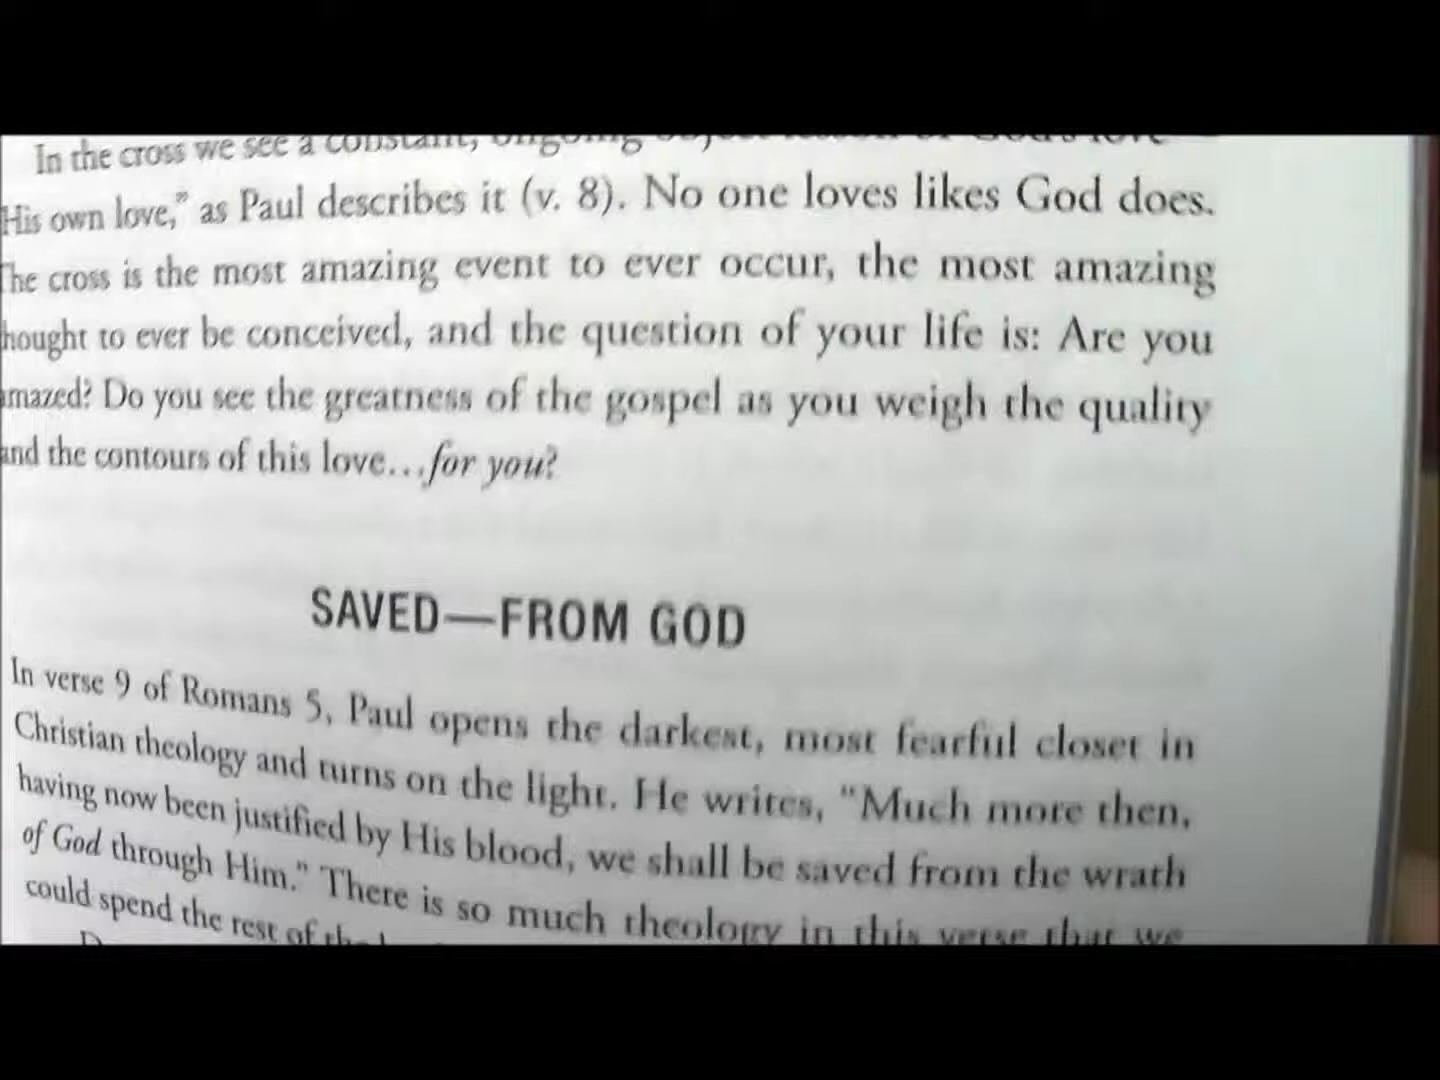 In the cross we see a constant, ongoing object lesson of God's love
His own love," as Paul describes it (v. 8). No one loves likes God does.
The cross is the most amazing event to ever occur, the most amazing
hought to ever be conceived, and the question of your life is: Are you
mazed? Do you see the greatness of the gospel as you weigh the quality
and the contours of this love...for you?
SAVED—FROM GOD
In verse 9 of Romans 5, Paul opens the darkest, most fearful closet in
Christian theology and turns on the light. He writes, "Much more then,
having now been justified by His blood, we shall be saved from the wrath
of God through Him." There is so much theology in this verse that we
could spend the rest of